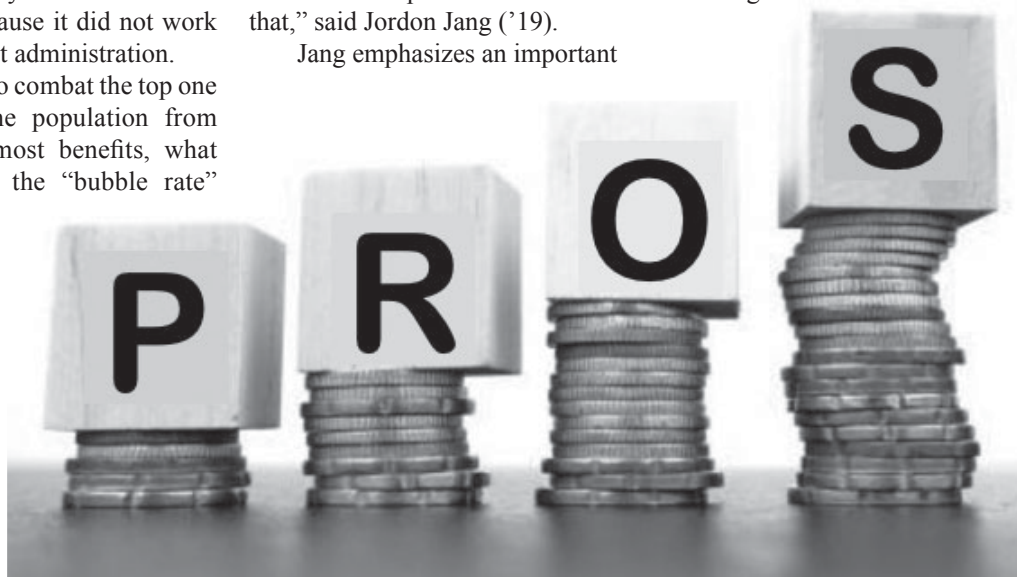 ause it did not work
t administration.
o combat the top one
ne population from
most benefits, what
the “bubble rate”
that,” said Jordon Jang (’19).
Jang emphasizes an important
P R O S